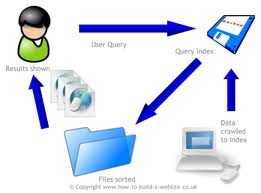 User Query
Query index
Results shown
Data
crawled
to Index
Files sorted
© Copyright www.how-to-build-a-website.co.uk